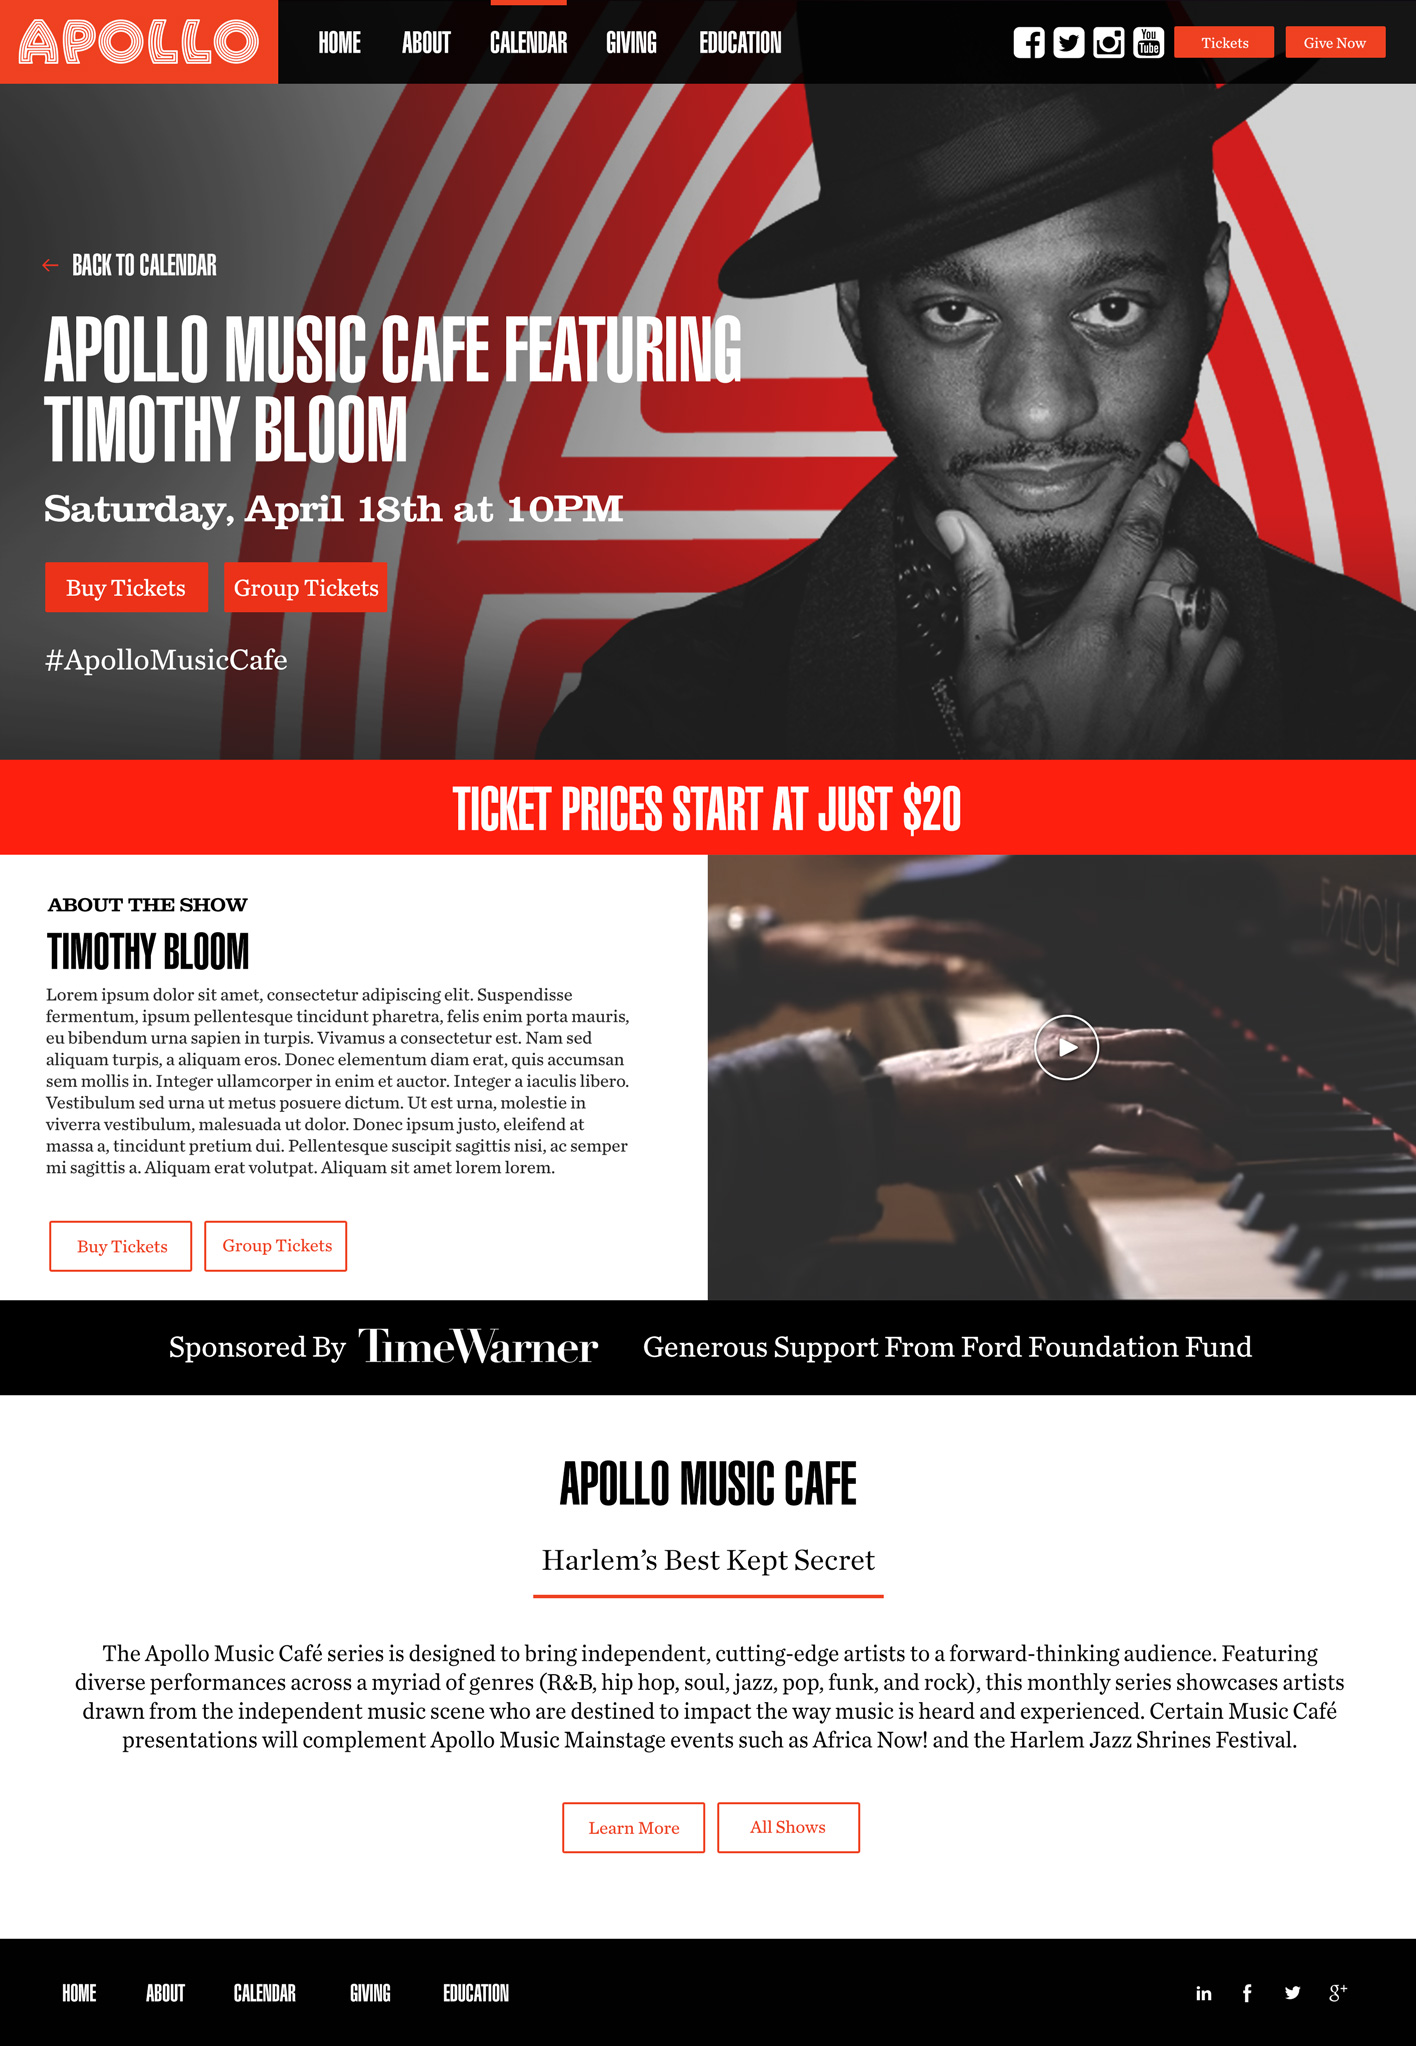 APOLLO
HOME
ABOUT
CALENDAR
GIVING
EDUCATION
You
Tube
Tickets
Give Now
BACK TO CALENDAR
APOLLO MUSIC CAFE FEATURING
TIMOTHY BLOOM
Saturday, April 18th at 10PM
Buy Tickets
Group Tickets
#ApolloMusicCafe
TICKET PRICES START AT JUST $20
ABOUT THE SHOW
TIMOTHY BLOOM
Lorem ipsum dolor sit amet, consectetur adipiscing elit. Suspendisse
fermentum, ipsum pellentesque tincidunt pharetra, felis enim porta mauris,
eu bibendum urna sapien in turpis. Vivamus a consectetur est. Nam sed
aliquam turpis, a aliquam eros. Donec elementum diam erat, quis accumsan
sem mollis in. Integer ullamcorper in enim et auctor. Integer a iaculis libero.
Vestibulum sed urna ut metus posuere dictum. Ut est urna, molestie in
viverra vestibulum, malesuada ut dolor. Donec ipsum justo, eleifend at
massa a, tincidunt pretium dui. Pellentesque suscipit sagittis nisi, ac semper
mi sagittis a. Aliquam erat volutpat. Aliquam sit amet lorem lorem.
Buy Tickets
Group Tickets
FAZIOLI
Sponsored By TimeWarner
Generous Support From Ford Foundation Fund
APOLLO MUSIC CAFE
Harlem’s Best Kept Secret
The Apollo Music Café series is designed to bring independent, cutting-edge artists to a forward-thinking audience. Featuring
diverse performances across a myriad of genres (R&B, hip hop, soul, jazz, pop, funk, and rock), this monthly series showcases artists
drawn from the independent music scene who are destined to impact the way music is heard and experienced. Certain Music Café
presentations will complement Apollo Music Mainstage events such as Africa Now! and the Harlem Jazz Shrines Festival.
Learn More
All Shows
HOME
ABOUT
CALENDAR
GIVING
EDUCATION
in
f
g+